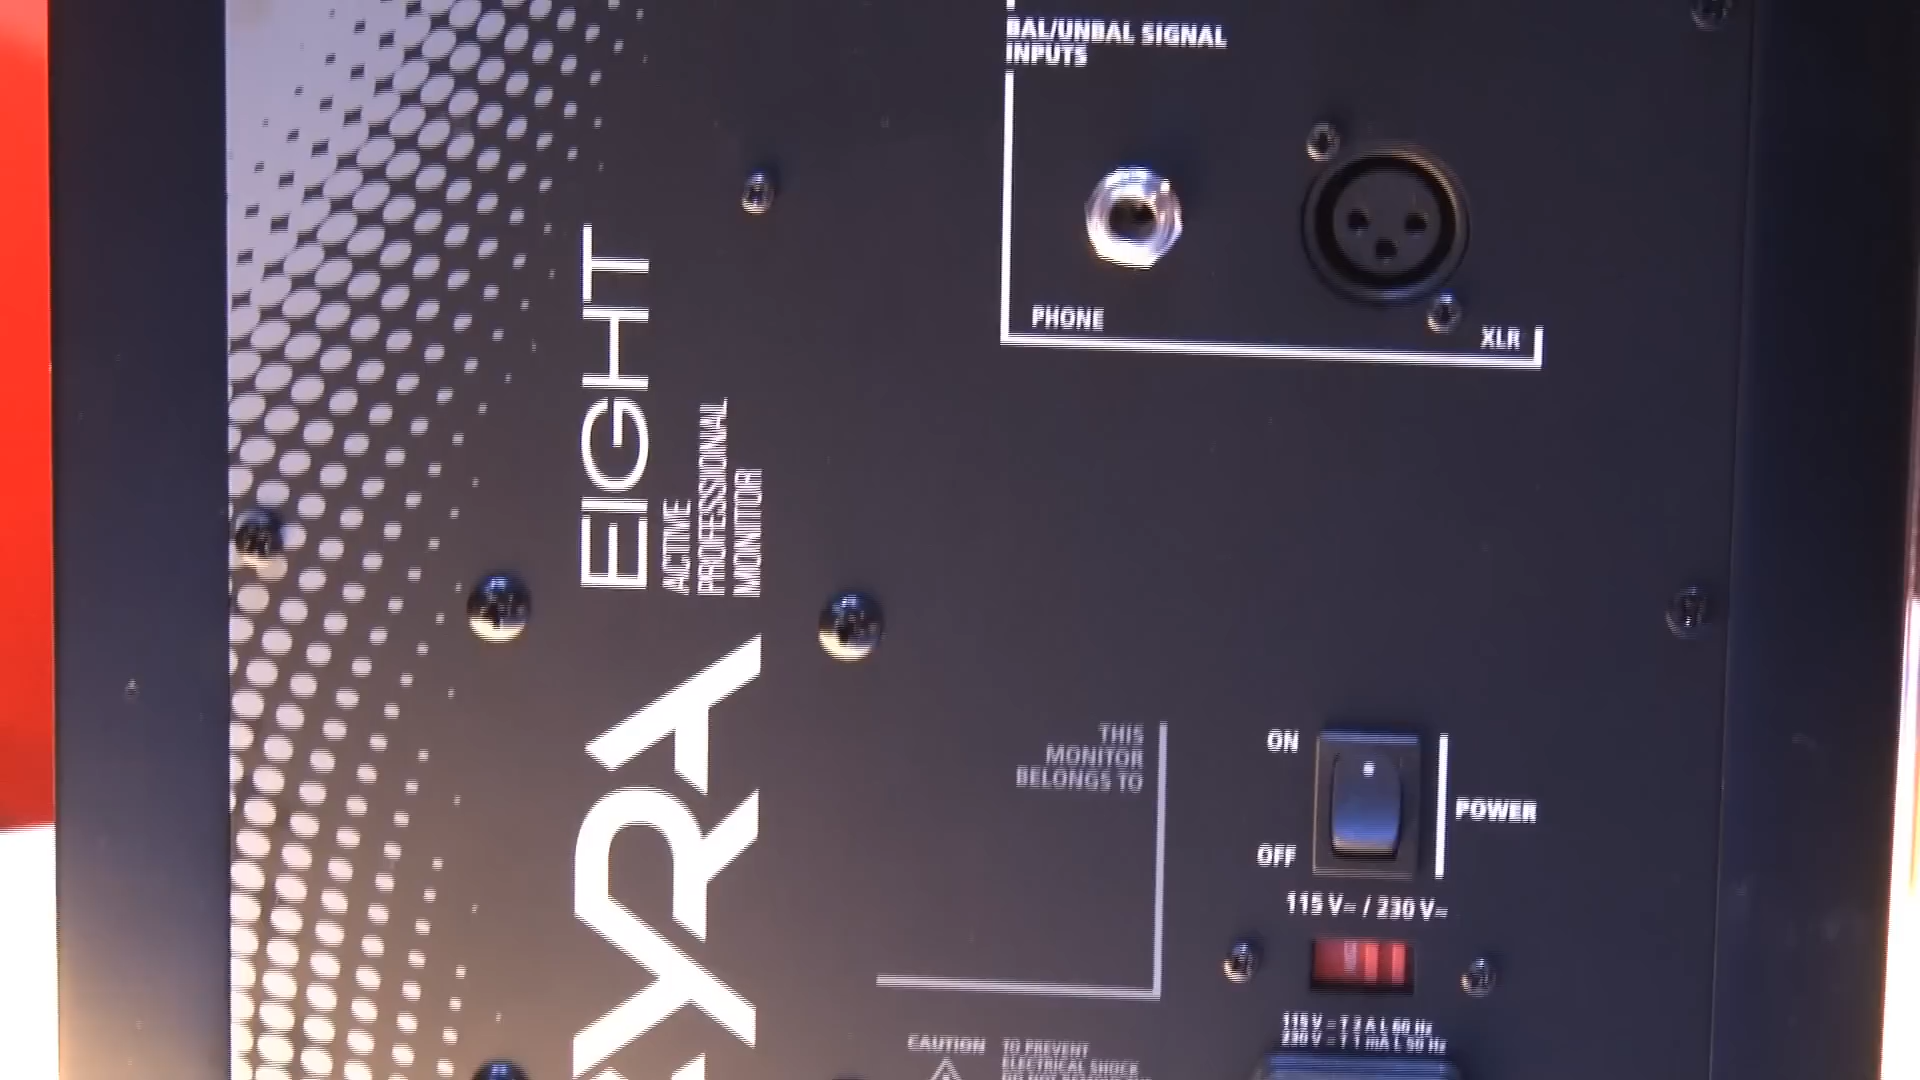 BAL/UNBAL SIGNAL
INPUTS
PHONE
XLR
EIGHT
ACTIVE
PROFESSIONAL
MONITOR
YRA
THIS
MONITOR
BELONGS TO
ON
OFF
POWER
115 V~ / 230 V~
CAUTION
TO PREVENT
ELECTRICAL SHOCK